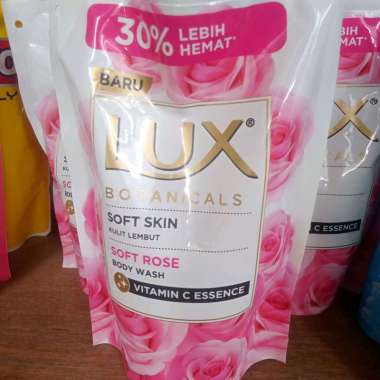 30% LEBIH
HEMAT*
BARU
LUX®
BOTANICALS
SOFT SKIN
KULIT LEMBUT
SOFT ROSE
BODY WASH
VITAMIN C ESSENCE